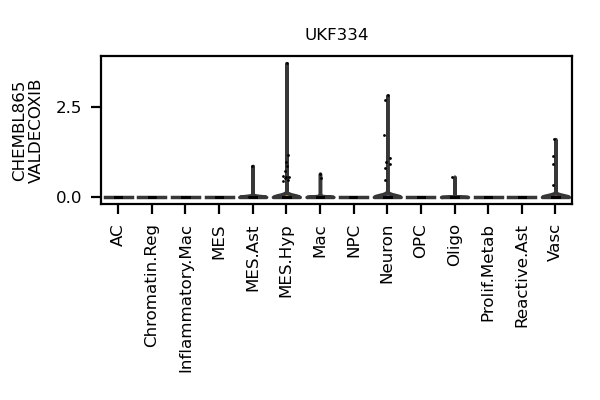 UKF334
CHEMBL865
VALDECOXIB
2.5
0.0
AC
Chromatin.Reg
Inflammatory.Mac
MES
MES.Ast
MES.Hyp
Mac
NPC
Neuron
OPC
Oligo
Prolif.Metab
Reactive.Ast
Vasc